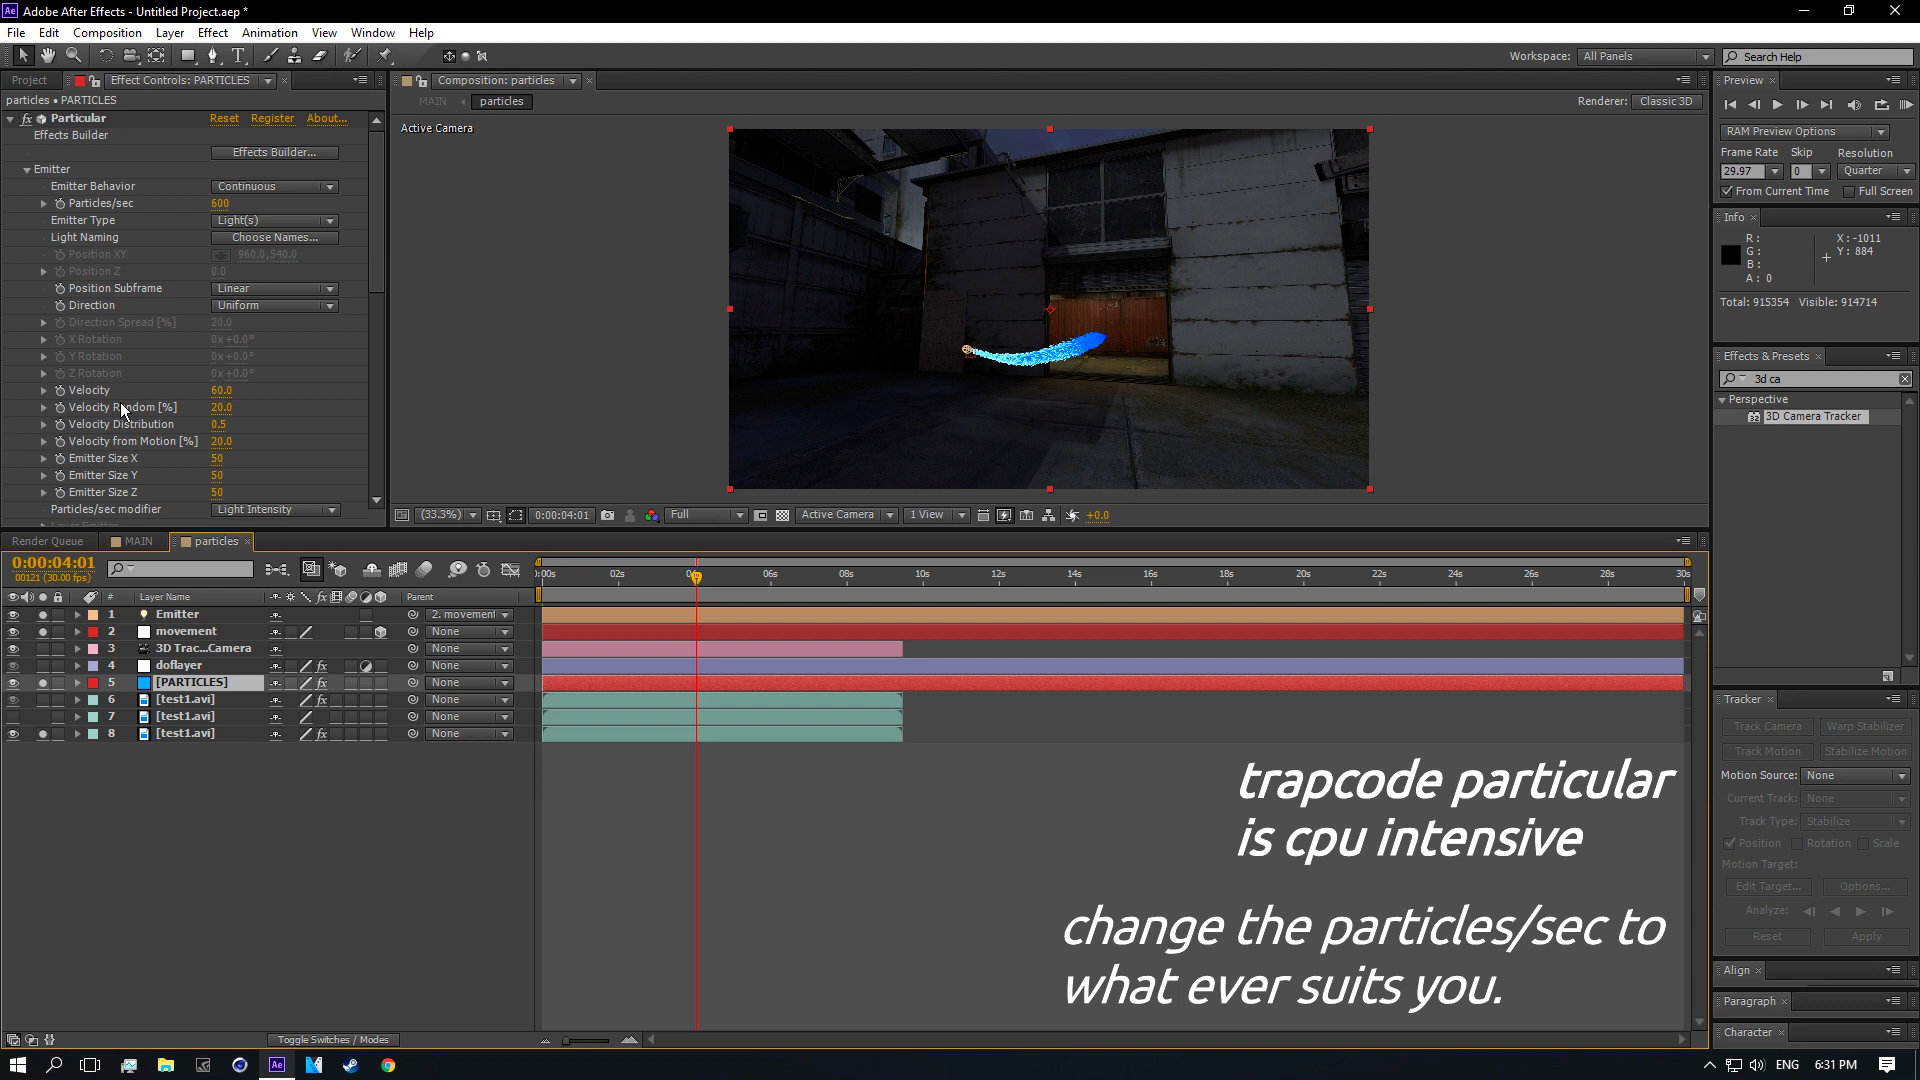 Adobe After Effects - Untitled Project.aep *
File Edit Composition Layer Effect Animation View Window Help
Workspace: All Panels Search Help
Project Effect Controls: PARTICLES
particles • PARTICLES
Particular Reset Register About...
Effects Builder
Effects Builder...
Emitter
Emitter Behavior Continuous
Particles/sec 600
Emitter Type Light(s)
Light Naming Choose Names...
Position XY 960.0,540.0
Position Z 0.0
Position Subframe Linear
Direction Uniform
Direction Spread [%] 20.0
X Rotation 0x+0.0°
Y Rotation 0x+0.0°
Z Rotation 0x+0.0°
Velocity 60.0
Velocity Random [%] 20.0
Velocity Distribution 0.5
Velocity from Motion [%] 20.0
Emitter Size X 50
Emitter Size Y 50
Emitter Size Z 50
Particles/sec modifier Light Intensity
Layer Emitter
Composition: particles
MAIN particles
Renderer: Classic 3D
Active Camera
(33.3%) 0:00:04:01 Full Active Camera 1 View +0.0
Preview
RAM Preview Options
Frame Rate Skip Resolution
29.97 0 Quarter
From Current Time Full Screen
Info
R : X : -1011
G : Y : 884
B :
A : 0
Total: 915354 Visible: 914714
Effects & Presets
3d ca
Perspective
3D Camera Tracker
Tracker
Track Camera Warp Stabilizer
Track Motion Stabilize Motion
Motion Source: None
Current Track: None
Track Type: Stabilize
Position Rotation Scale
Motion Target:
Edit Target... Options...
Analyze:
Reset Apply
Align
Paragraph
Character
Render Queue MAIN particles
0:00:04:01
00121 (30.00 fps)
:00s 02s 04s 06s 08s 10s 12s 14s 16s 18s 20s 22s 24s 26s 28s 30s
# Layer Name Parent
1 Emitter 2. movement
2 movement None
3 3D Trac...Camera None
4 doflayer None
5 [PARTICLES] None
6 [test1.avi] None
7 [test1.avi] None
8 [test1.avi] None
trapcode particular
is cpu intensive
change the particles/sec to
what ever suits you.
Toggle Switches / Modes
ENG 6:31 PM